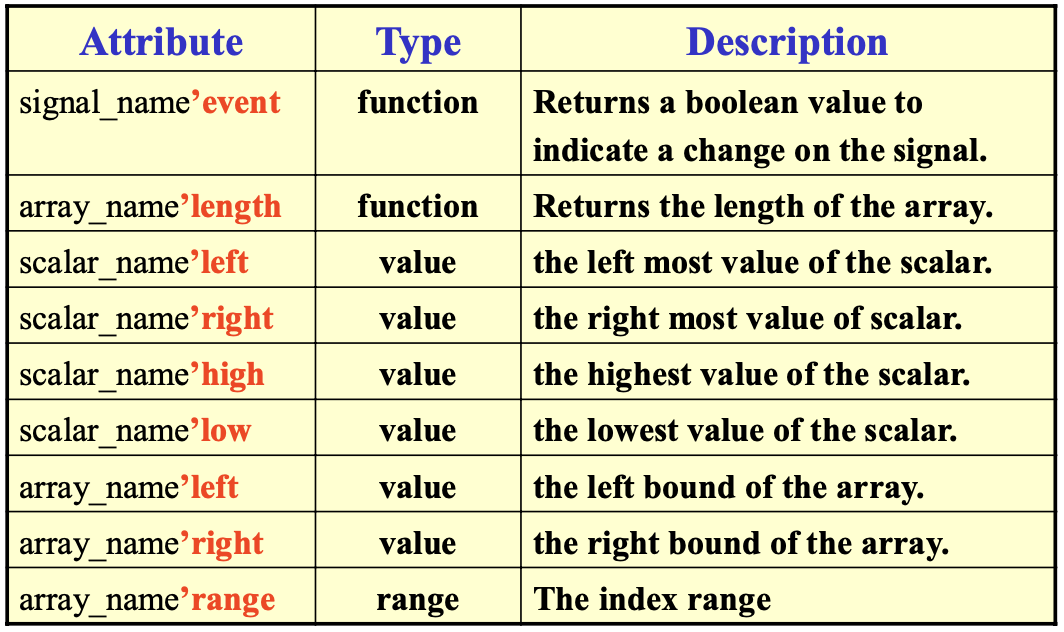 Attribute Type Description
signal_name’event function Returns a boolean value to
indicate a change on the signal.
array_name’length function Returns the length of the array.
scalar_name’left value the left most value of the scalar.
scalar_name’right value the right most value of scalar.
scalar_name’high value the highest value of the scalar.
scalar_name’low value the lowest value of the scalar.
array_name’left value the left bound of the array.
array_name’right value the right bound of the array.
array_name’range range The index range